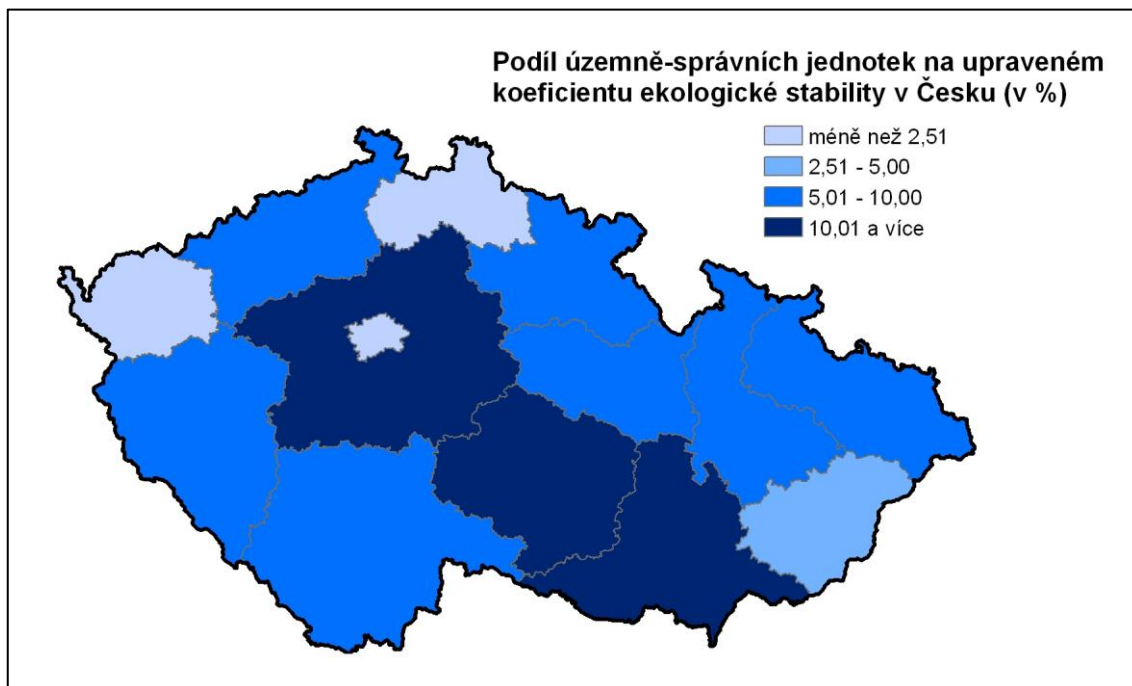 Podíl územně-správních jednotek na upraveném
koeficientu ekologické stability v Česku (v %)
méně než 2,51
2,51 - 5,00
5,01 - 10,00
10,01 a více